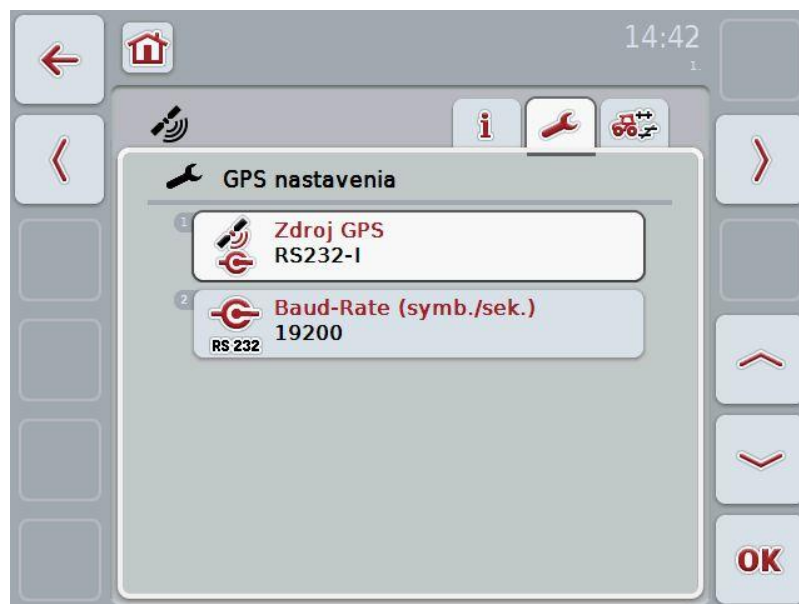 14:42
1.
i
GPS nastavenia
1
Zdroj GPS
RS232-I
2
Baud-Rate (symb./sek.)
19200
RS 232
OK